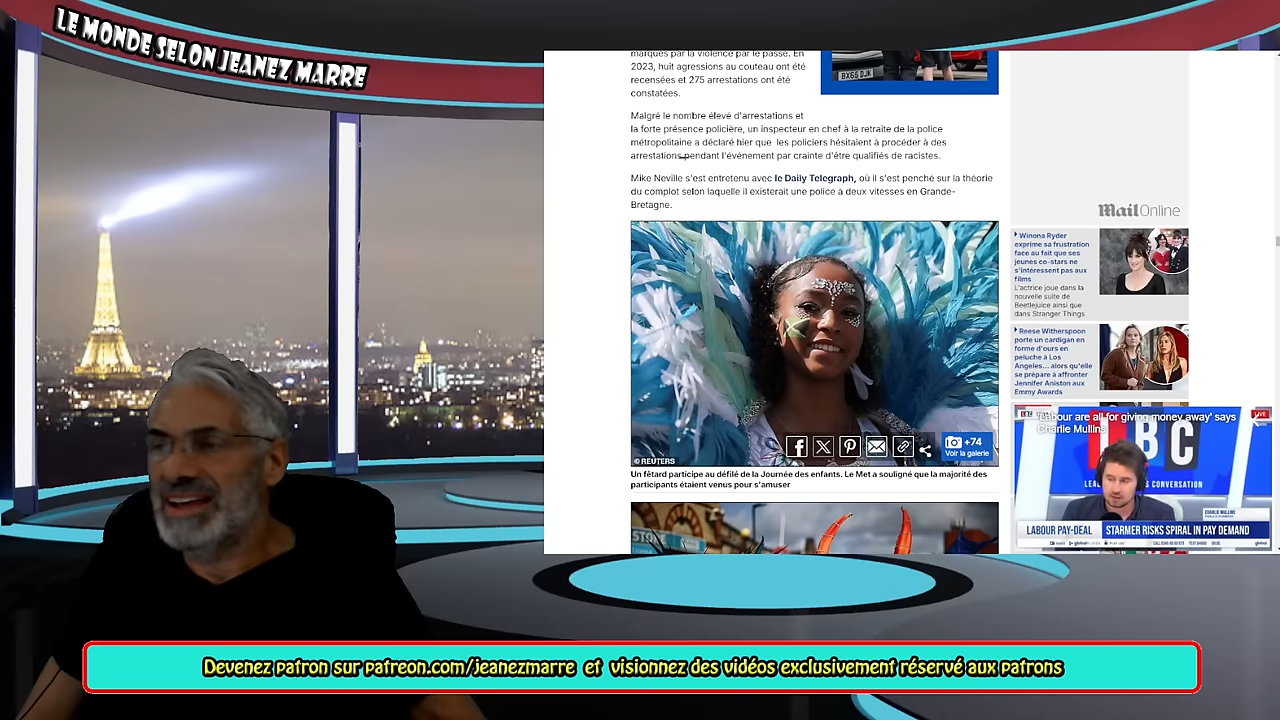 LE MONDE SELON JEANEZ MARRE
marqués par la violence par le passé. En
2023, huit agressions au couteau ont été
recensées et 275 arrestations ont été
constatées.
BX65 DJK
Malgré le nombre élevé d'arrestations et
la forte présence policière, un inspecteur en chef à la retraite de la police
métropolitaine a déclaré hier que les policiers hésitaient à procéder à des
arrestations pendant l'événement par crainte d'être qualifiés de racistes.
Mike Neville s'est entretenu avec le Daily Telegraph, où il s'est penché sur la théorie
du complot selon laquelle il existerait une police à deux vitesses en Grande-
Bretagne.
© REUTERS
+74
Voir la galerie
Un fêtard participe au défilé de la Journée des enfants. Le Met a souligné que la majorité des
participants étaient venus pour s'amuser
MailOnline
Winona Ryder
exprime sa frustration
face au fait que ses
jeunes co-stars ne
s'intéressent pas aux
films
L'actrice joue dans la
nouvelle suite de
Beetlejuice ainsi que
dans Stranger Things
Reese Witherspoon
porte un cardigan en
forme d'ours en
peluche à Los
Angeles... alors qu'elle
se prépare à affronter
Jennifer Aniston aux
Emmy Awards
'Labour are all for giving money away' says
Charlie Mullins
LIVE
BC
CONVERSATION
CHARLIE MULLINS
LABOUR PAY-DEAL
STARMER RISKS SPIRAL IN PAY DEMAND
global
Devenez patron sur patreon.com/jeanezmarre et visionnez des vidéos exclusivement réservé aux patrons